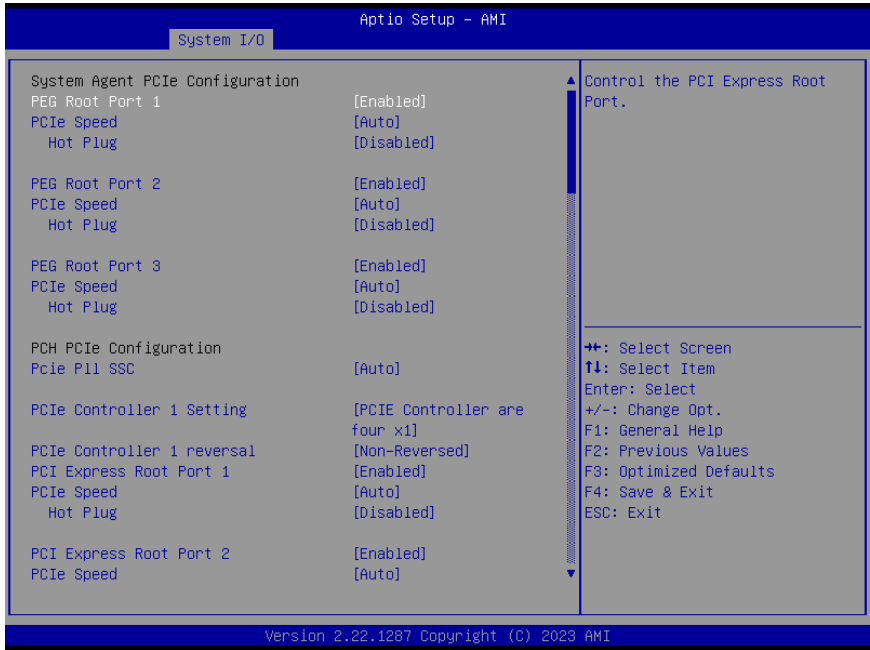 Aptio Setup – AMI
System I/O
System Agent PCIe Configuration
PEG Root Port 1 [Enabled]
PCIe Speed [Auto]
Hot Plug [Disabled]
PEG Root Port 2 [Enabled]
PCIe Speed [Auto]
Hot Plug [Disabled]
PEG Root Port 3 [Enabled]
PCIe Speed [Auto]
Hot Plug [Disabled]
PCH PCIe Configuration
Pcie Pll SSC [Auto]
PCIe Controller 1 Setting [PCIE Controller are
four x1]
PCIe Controller 1 reversal [Non-Reversed]
PCI Express Root Port 1 [Enabled]
PCIe Speed [Auto]
Hot Plug [Disabled]
PCI Express Root Port 2 [Enabled]
PCIe Speed [Auto]
Control the PCI Express Root
Port.
→←: Select Screen
↑↓: Select Item
Enter: Select
+/-: Change Opt.
F1: General Help
F2: Previous Values
F3: Optimized Defaults
F4: Save & Exit
ESC: Exit
Version 2.22.1287 Copyright (C) 2023 AMI